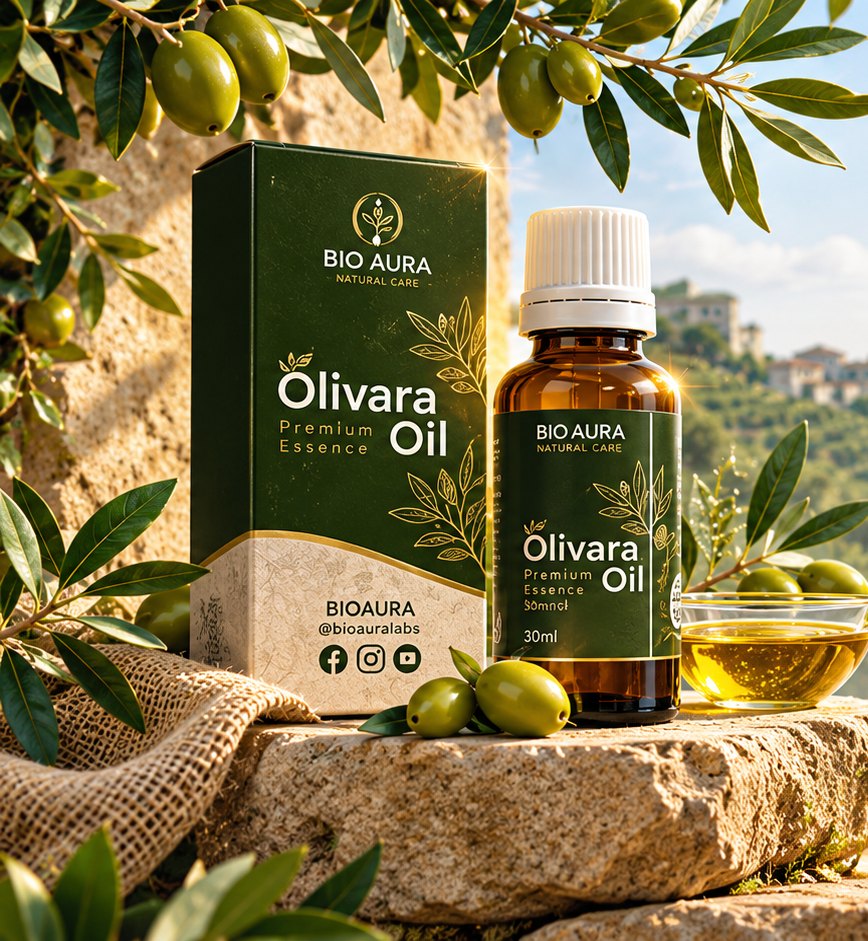 BIO AURA
NATURAL CARE
Olivara
Premium
Essence
Oil
BIOAURA
@bioauralabs
BIO AURA
NATURAL CARE
Olivara
Premium
Essence
Oil
30ml